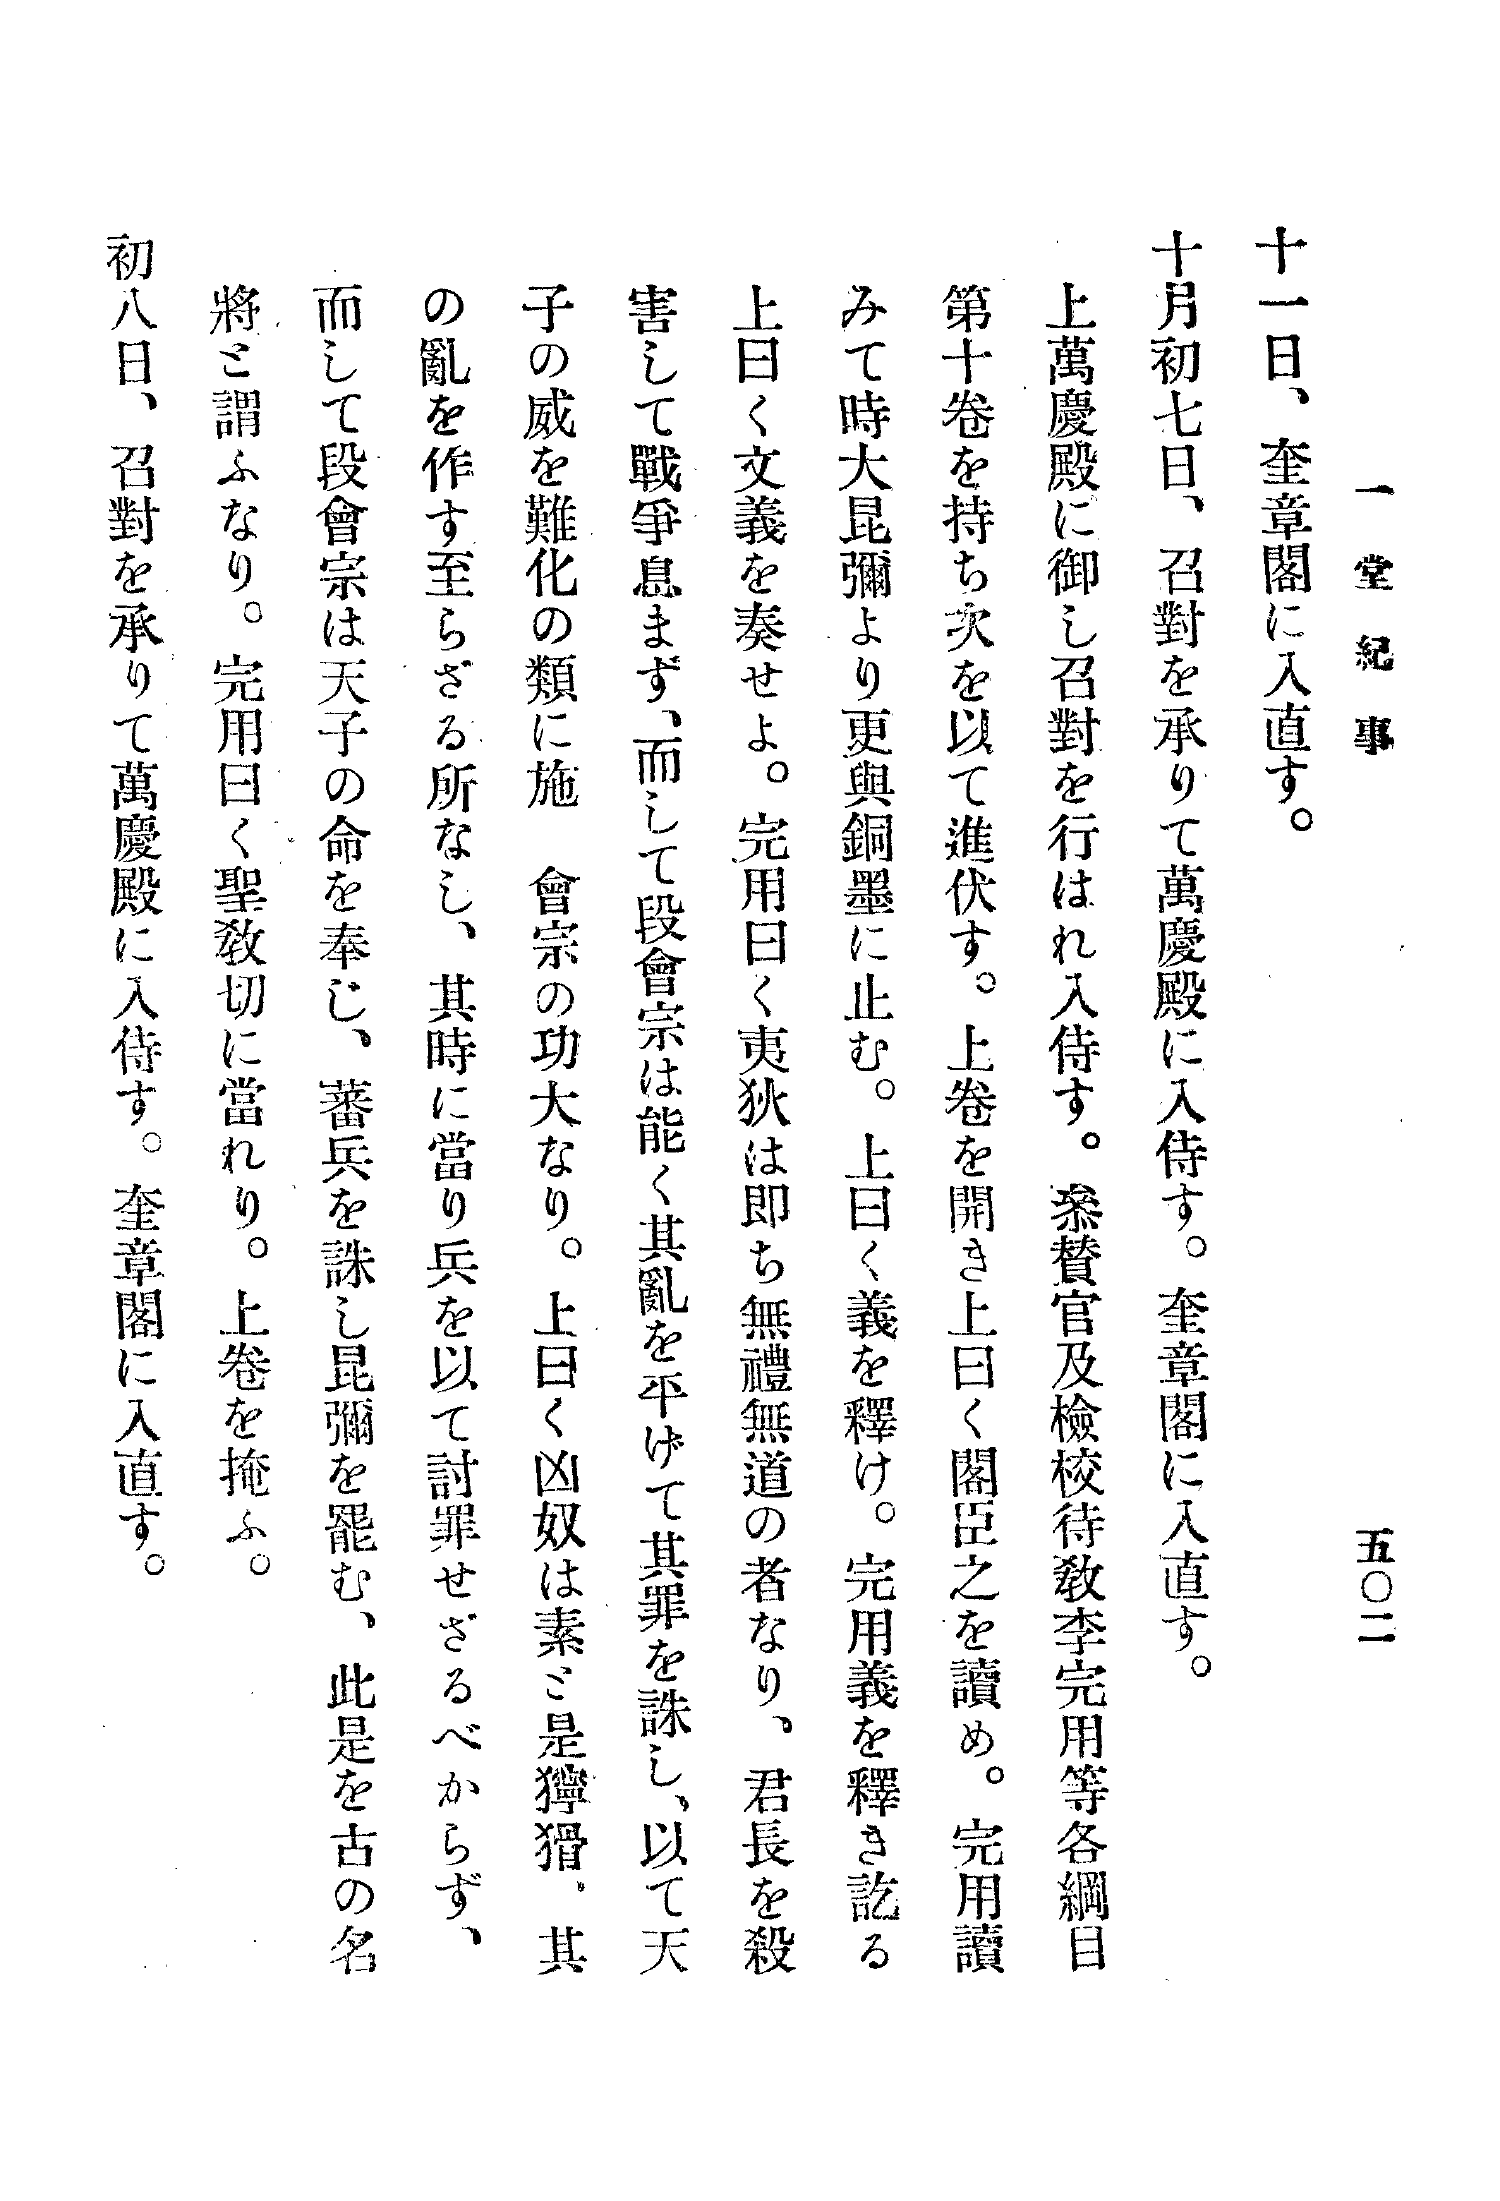 一堂紀事
五〇二
十一日、奎章閣に入直す。
十月初七日、召對を承りて萬慶殿に入侍す。奎章閣に入直す。
上萬慶殿に御し召對を行はれ入侍す。叅賛官及檢校待敎李完用等各綱目
第十卷を持ち次を以て進伏す。上卷を開き上曰く閣臣之を讀め。完用讀
みて時大昆彌より更與銅墨に止む。上曰く義を釋け。完用義を釋き訖る
上曰く文義を奏せよ。完用曰く夷狄は即ち無禮無道の者なり、君長を殺
害して戰爭息まず、而して段會宗は能く其亂を平げて其罪を誅し、以て天
子の威を難化の類に施　會宗の功大なり。上曰く凶奴は素と是獰猾、其
の亂を作す至らざる所なし、其時に當り兵を以て討罪せざるべからず、
而して段會宗は天子の命を奉じ、蕃兵を誅し昆彌を罷む、此是を古の名
將と謂ふなり。完用曰く聖敎切に當れり。上卷を掩ふ。
初八日、召對を承りて萬慶殿に入侍す。奎章閣に入直す。